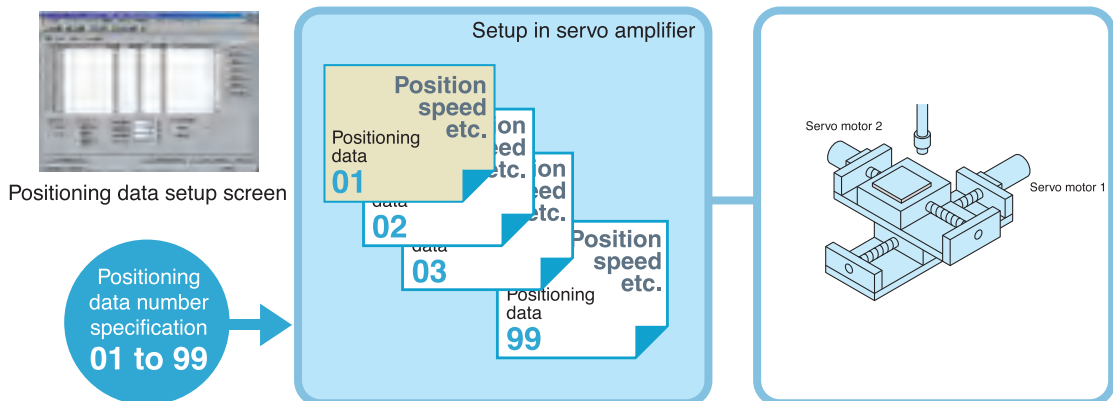 Positioning data setup screen
Positioning
data number
specification
01 to 99
Setup in servo amplifier
Position
speed
etc.
Positioning
data
01
data
02
data
03
Position
speed
etc.
Positioning
data
99
Servo motor 2
Servo motor 1